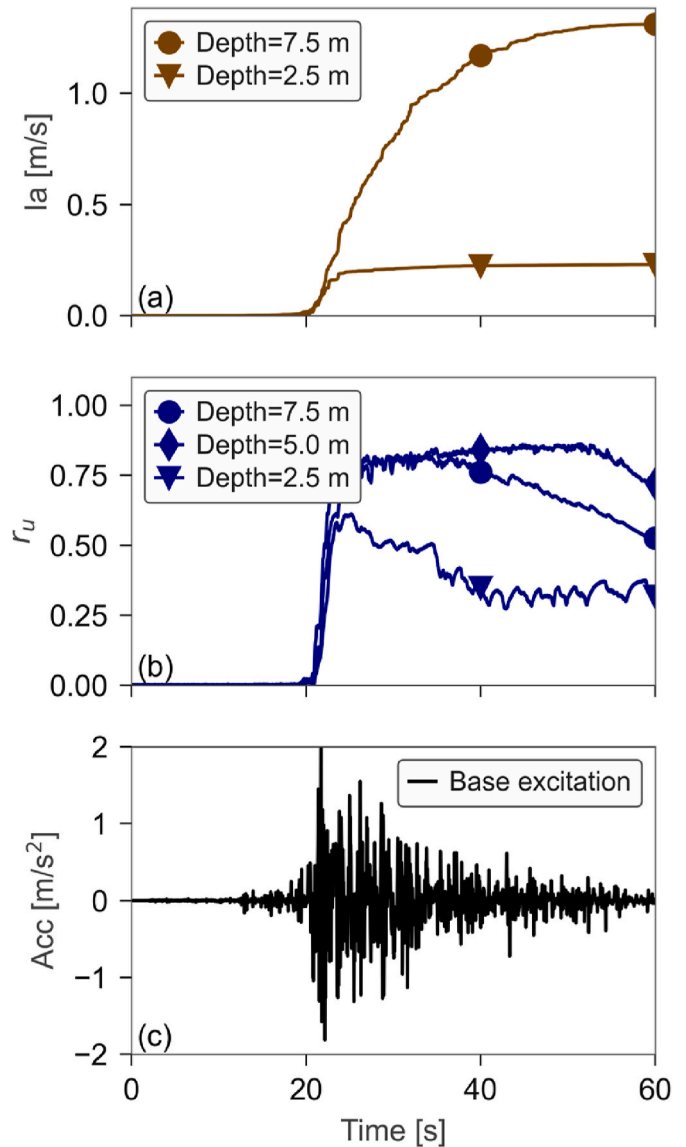 Depth=7.5 m
Depth=2.5 m
1.0
0.5
0.0
Ia [m/s]
(a)
Depth=7.5 m
Depth=5.0 m
Depth=2.5 m
1.00
0.75
0.50
0.25
0.00
r_u
(b)
Base excitation
2
1
0
−1
−2
Acc [m/s²]
(c)
0 20 40 60
Time [s]